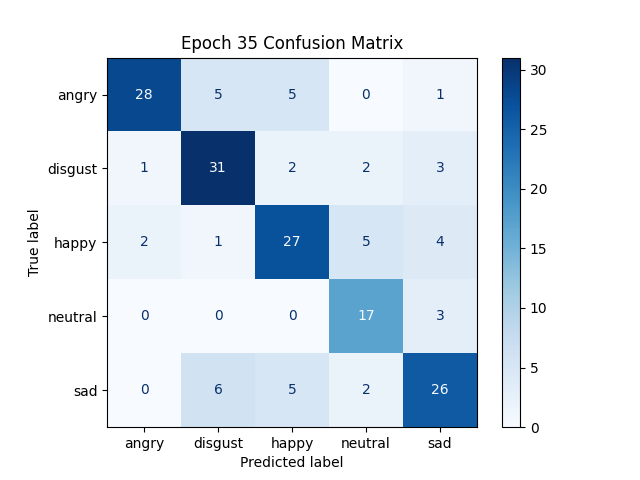 Epoch 35 Confusion Matrix
True label
angry 28 5 5 0 1
disgust 1 31 2 2 3
happy 2 1 27 5 4
neutral 0 0 0 17 3
sad 0 6 5 2 26
angry disgust happy neutral sad
Predicted label
30
25
20
15
10
5
0